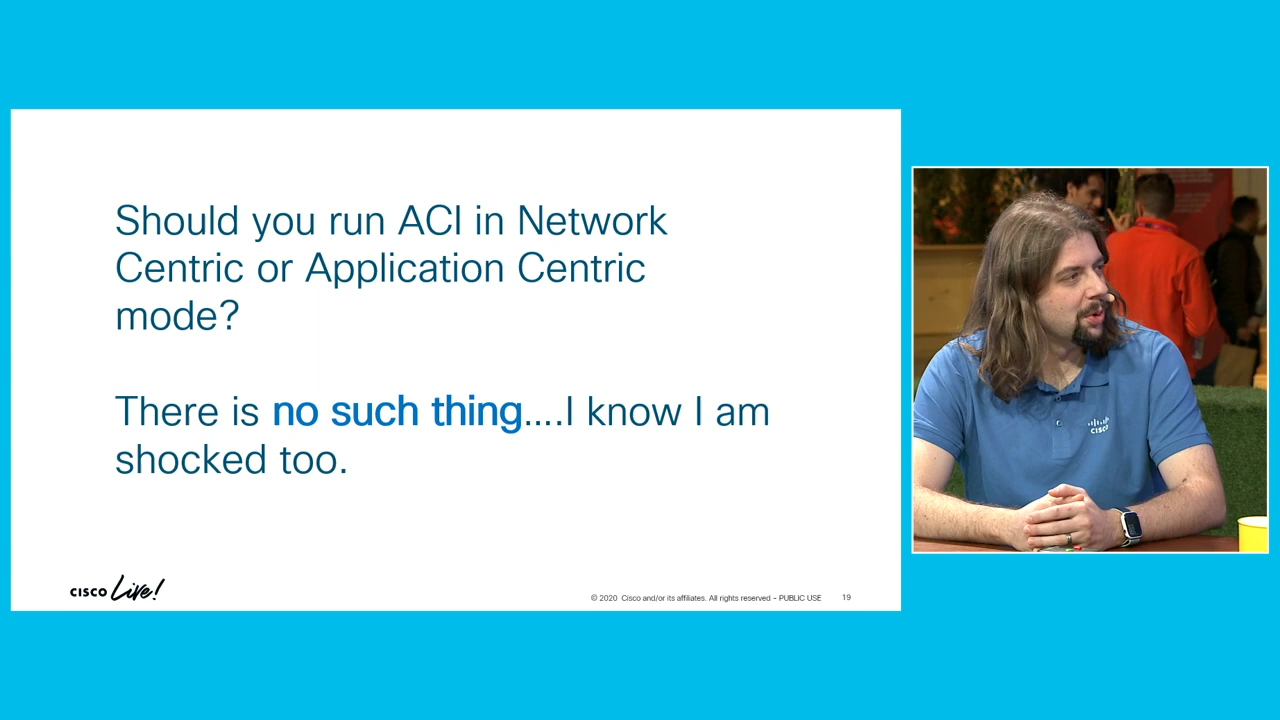 Should you run ACI in Network
Centric or Application Centric
mode?
There is no such thing....I know I am
shocked too.
CISCO Live!
© 2020 Cisco and/or its affiliates. All rights reserved - PUBLIC USE 19
CISCO